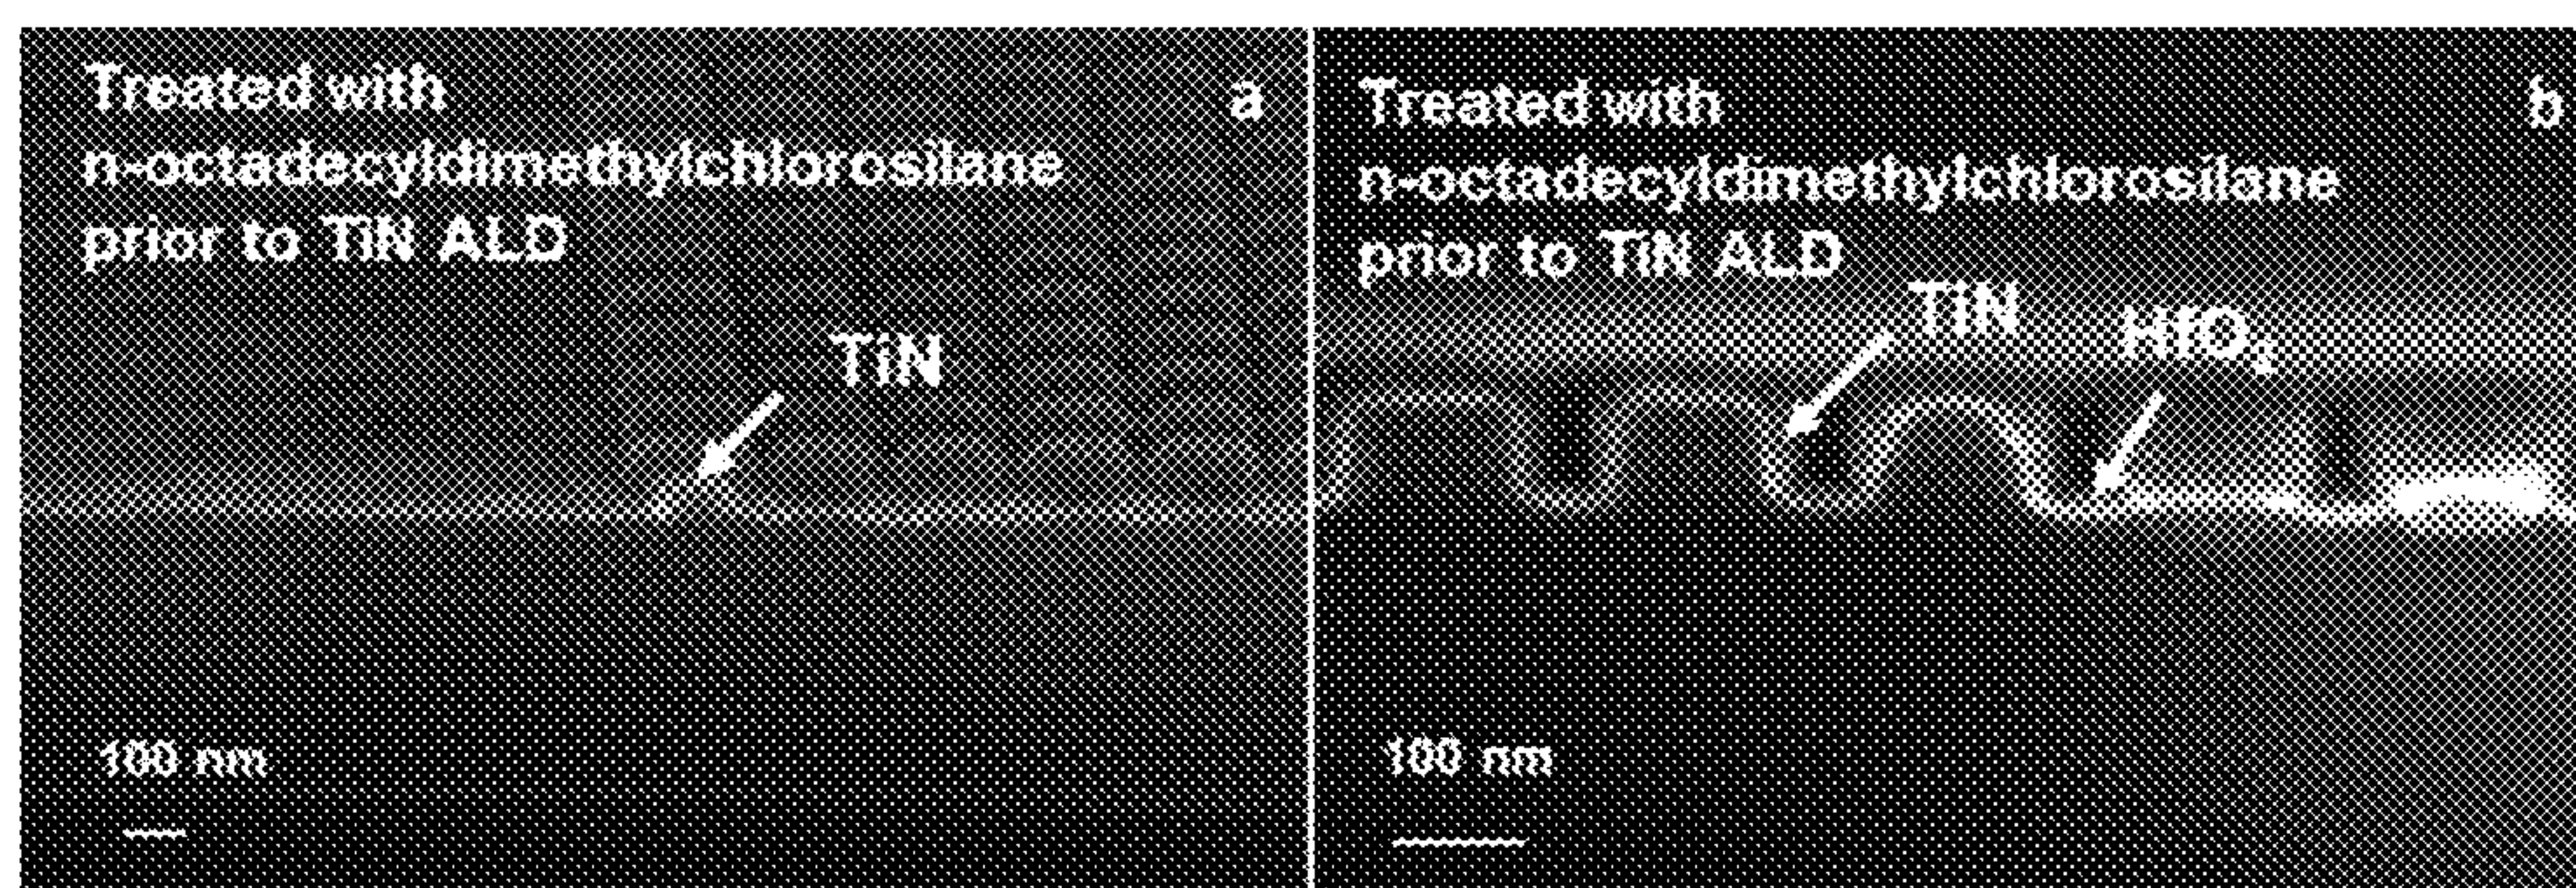 Treated with
n-octadecyldimethylchlorosilane
prior to TiN ALD
a
TiN
100 nm
Treated with
n-octadecyldimethylchlorosilane
prior to TiN ALD
b
TiN
HfO₂
100 nm